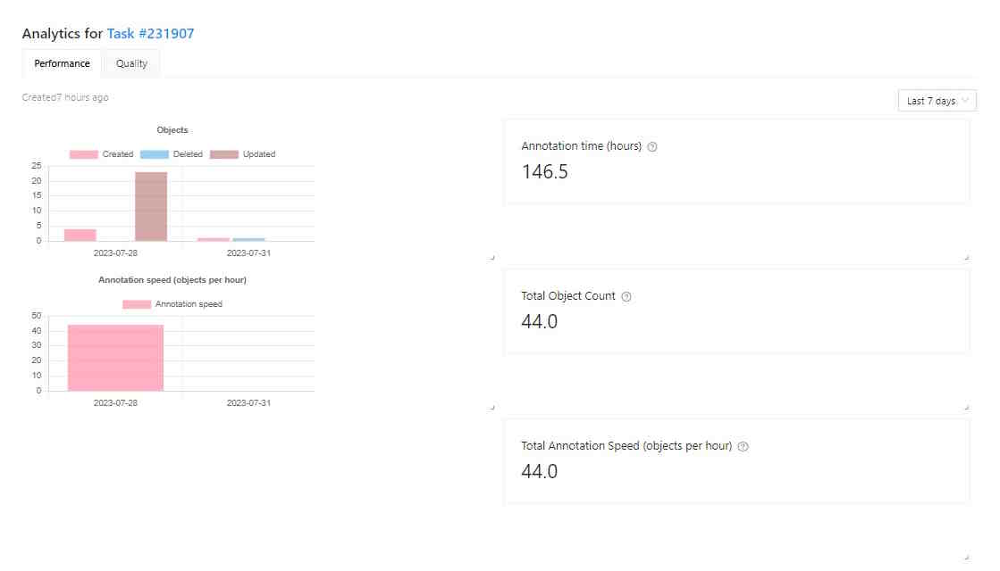 Analytics for Task #231907
Performance Quality
Created7 hours ago
Last 7 days
Objects
Created Deleted Updated
25
20
15
10
5
0
2023-07-28 2023-07-31
Annotation speed (objects per hour)
Annotation speed
50
40
30
20
10
0
2023-07-28 2023-07-31
Annotation time (hours)
146.5
Total Object Count
44.0
Total Annotation Speed (objects per hour)
44.0